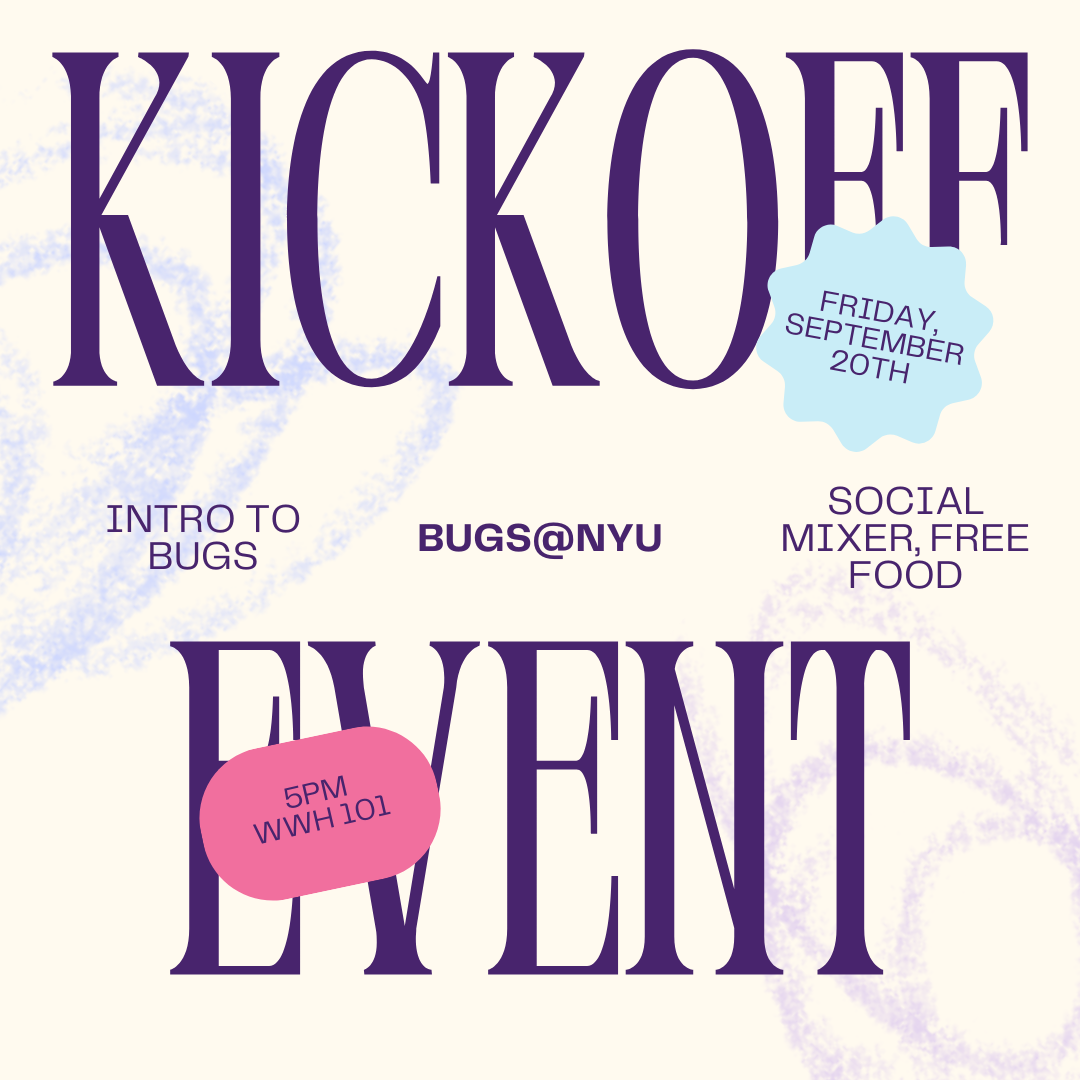 KICKOFF
FRIDAY,
SEPTEMBER
20TH
INTRO TO
BUGS
BUGS@NYU
SOCIAL
MIXER, FREE
FOOD
EVENT
5PM
WWH 101